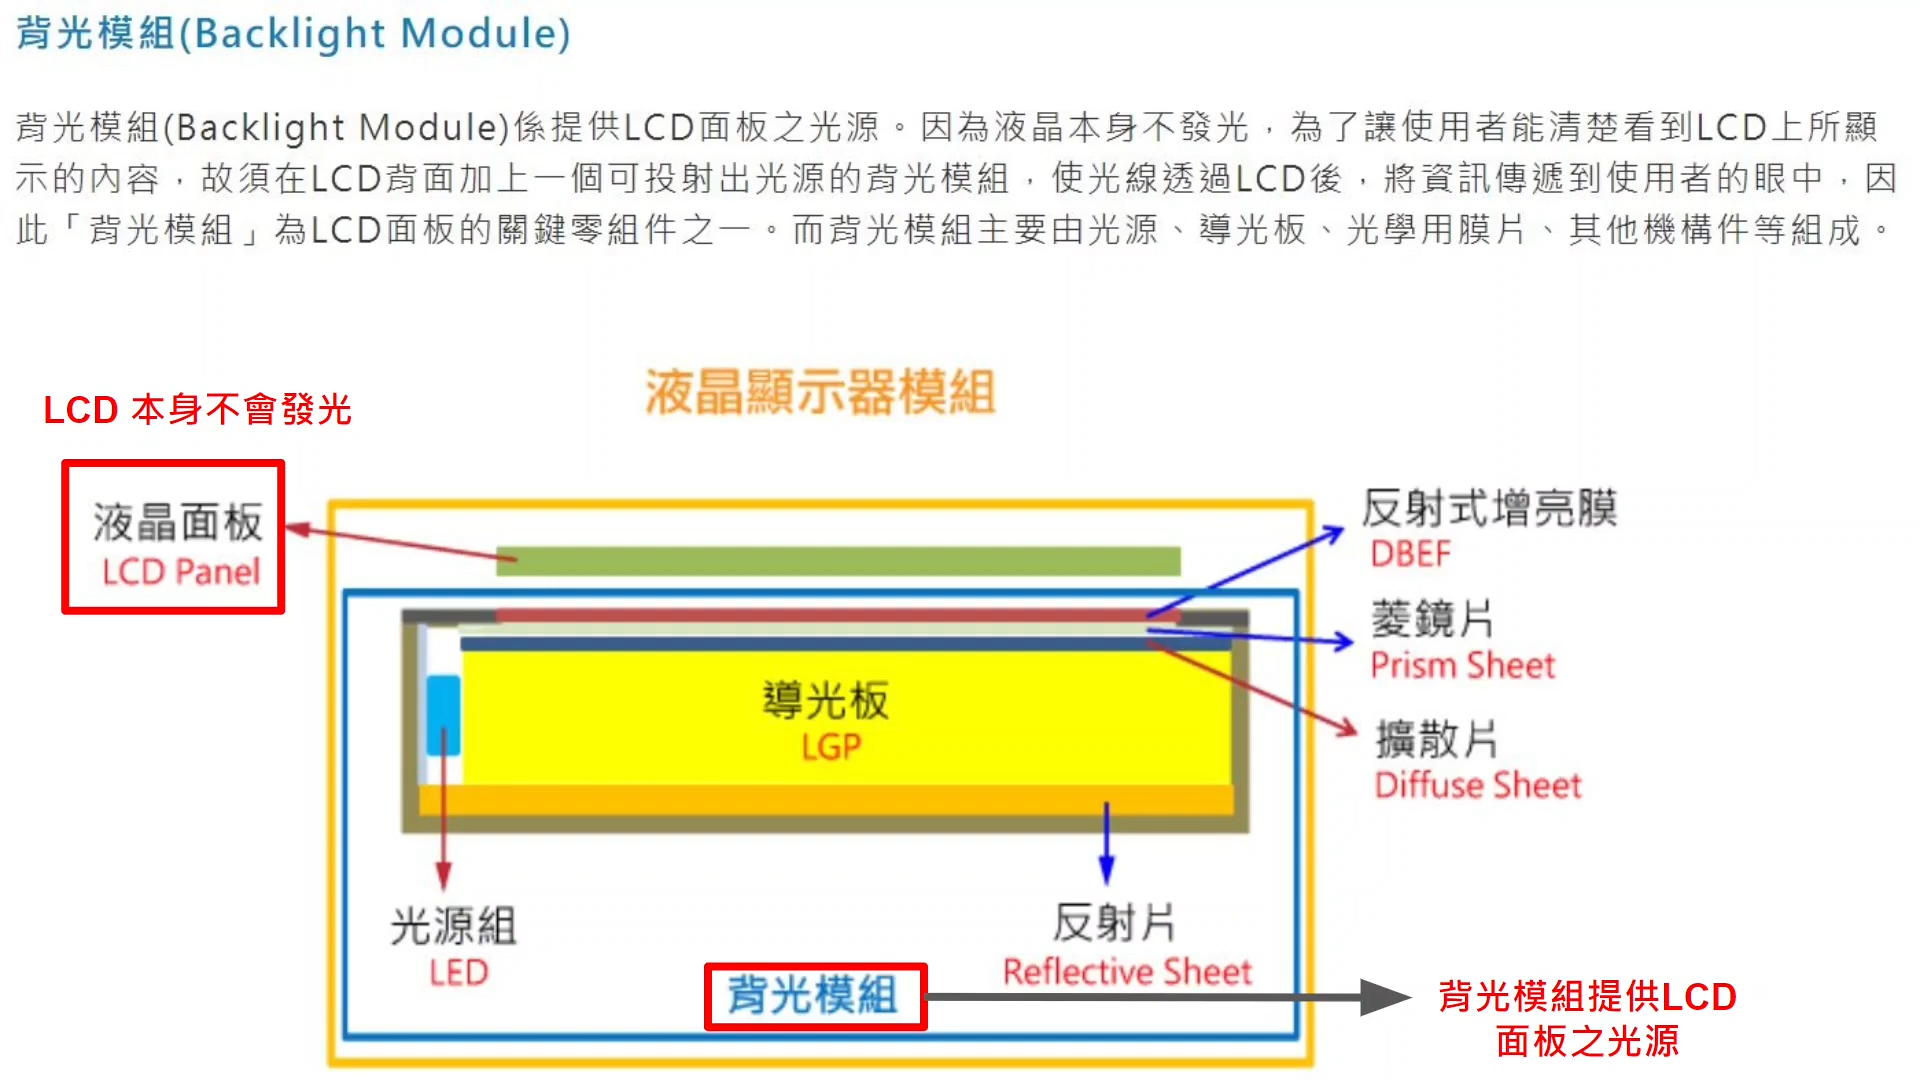 背光模組(Backlight Module)
背光模組(Backlight Module)係提供LCD面板之光源。因為液晶本身不發光，為了讓使用者能清楚看到LCD上所顯
示的內容，故須在LCD背面加上一個可投射出光源的背光模組，使光線透過LCD後，將資訊傳遞到使用者的眼中，因
此「背光模組」為LCD面板的關鍵零組件之一。而背光模組主要由光源、導光板、光學用膜片、其他機構件等組成。
液晶顯示器模組
LCD 本身不會發光
液晶面板
LCD Panel
反射式增亮膜
DBEF
菱鏡片
Prism Sheet
擴散片
Diffuse Sheet
導光板
LGP
光源組
LED
反射片
Reflective Sheet
背光模組
背光模組提供LCD
面板之光源